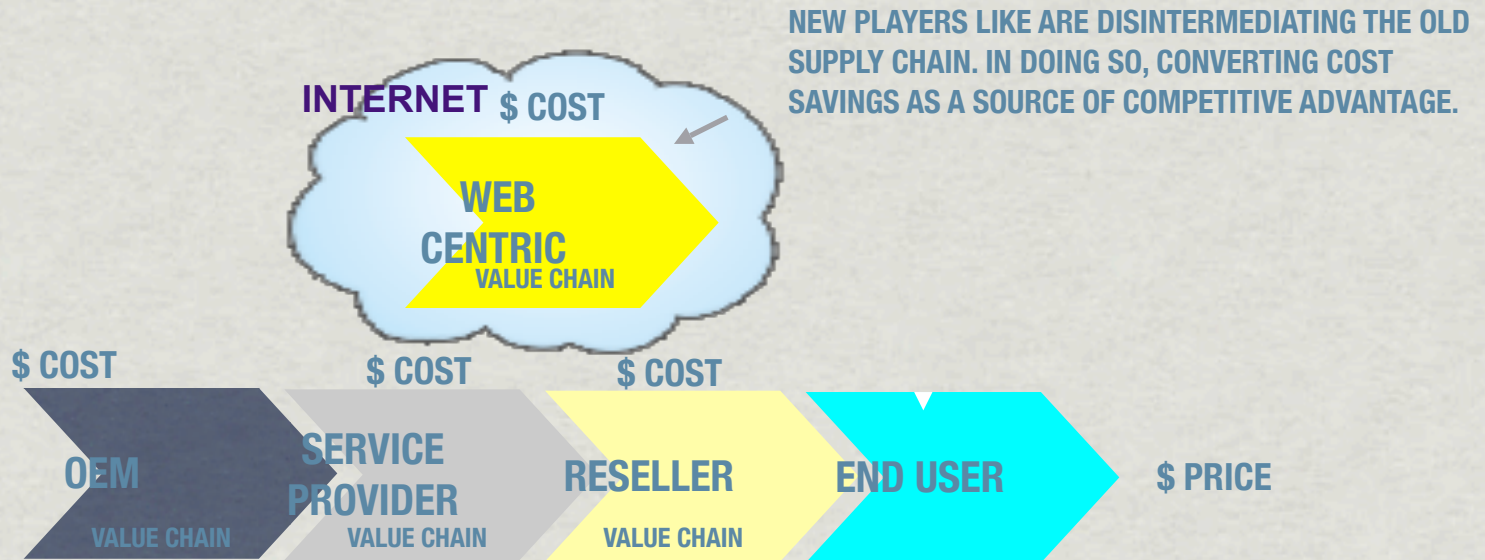 NEW PLAYERS LIKE ARE DISINTERMEDIATING THE OLD
SUPPLY CHAIN. IN DOING SO, CONVERTING COST
SAVINGS AS A SOURCE OF COMPETITIVE ADVANTAGE.
INTERNET
$ COST
WEB
CENTRIC
VALUE CHAIN
$ COST
$ COST
$ COST
OEM
VALUE CHAIN
SERVICE
PROVIDER
VALUE CHAIN
RESELLER
VALUE CHAIN
END USER
$ PRICE